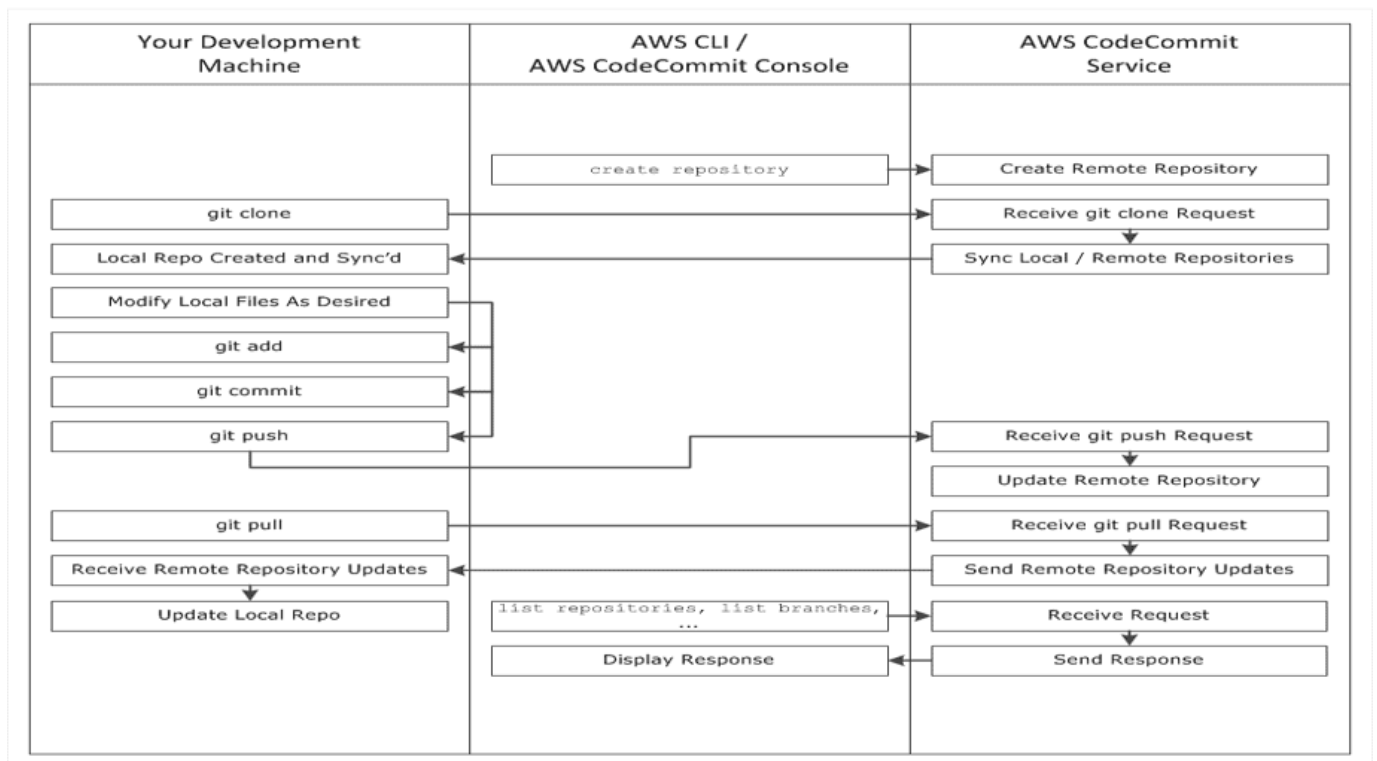 Your Development
Machine
AWS CLI /
AWS CodeCommit Console
AWS CodeCommit
Service
create repository
Create Remote Repository
git clone
Receive git clone Request
Local Repo Created and Sync'd
Sync Local / Remote Repositories
Modify Local Files As Desired
git add
git commit
git push
Receive git push Request
Update Remote Repository
git pull
Receive git pull Request
Receive Remote Repository Updates
Send Remote Repository Updates
Update Local Repo
list repositories, list branches,
...
Receive Request
Display Response
Send Response